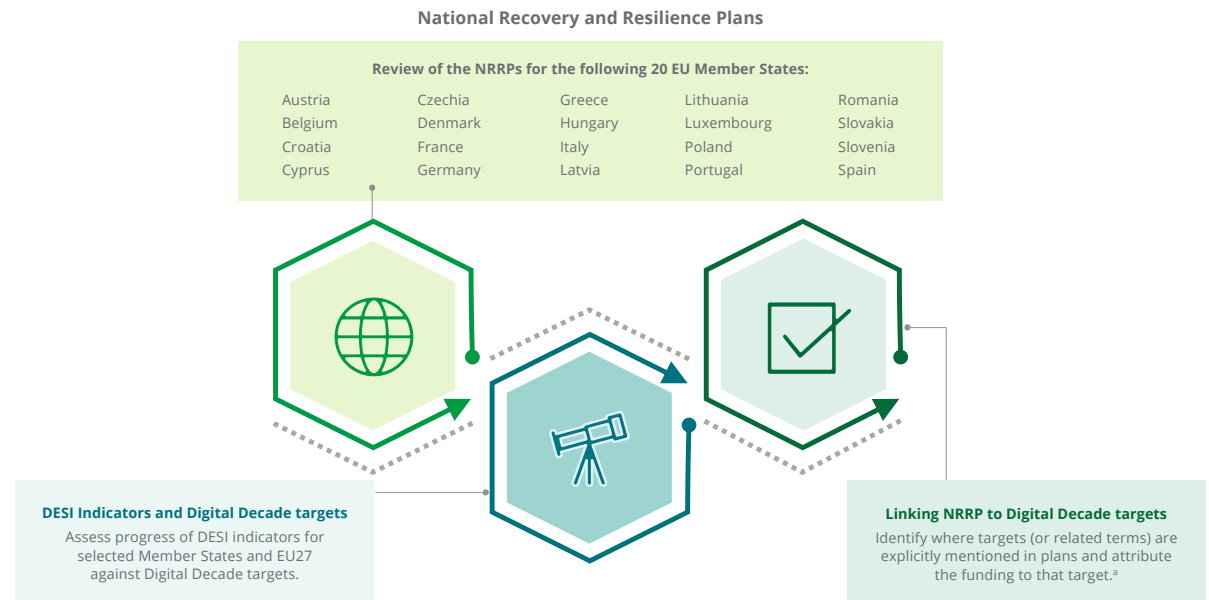 National Recovery and Resilience Plans
Review of the NRRPs for the following 20 EU Member States:
Austria Czechia Greece Lithuania Romania
Belgium Denmark Hungary Luxembourg Slovakia
Croatia France Italy Poland Slovenia
Cyprus Germany Latvia Portugal Spain
DESI Indicators and Digital Decade targets
Assess progress of DESI indicators for
selected Member States and EU27
against Digital Decade targets.
Linking NRRP to Digital Decade targets
Identify where targets (or related terms) are
explicitly mentioned in plans and attribute
the funding to that target.ª